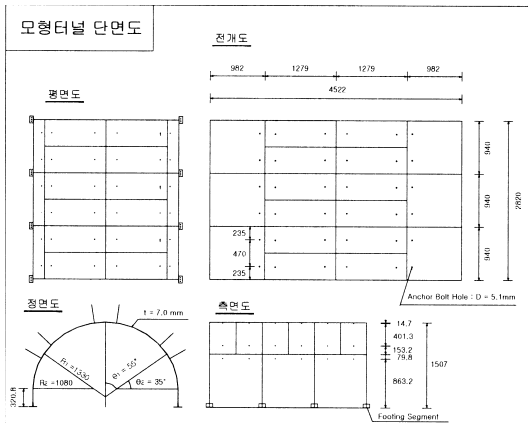 모형터널 단면도
전개도
982 1279 1279 982
4522
평면도
940
940
940
2820
235
470
235
Anchor Bolt Hole : D = 5.1mm
정면도
t = 7.0 mm
R₁ =1330
θ₁ = 55°
R₂ =1080
θ₂ = 35°
320.8
측면도
14.7
401.3
153.2
79.8
863.2
1507
Footing Segment